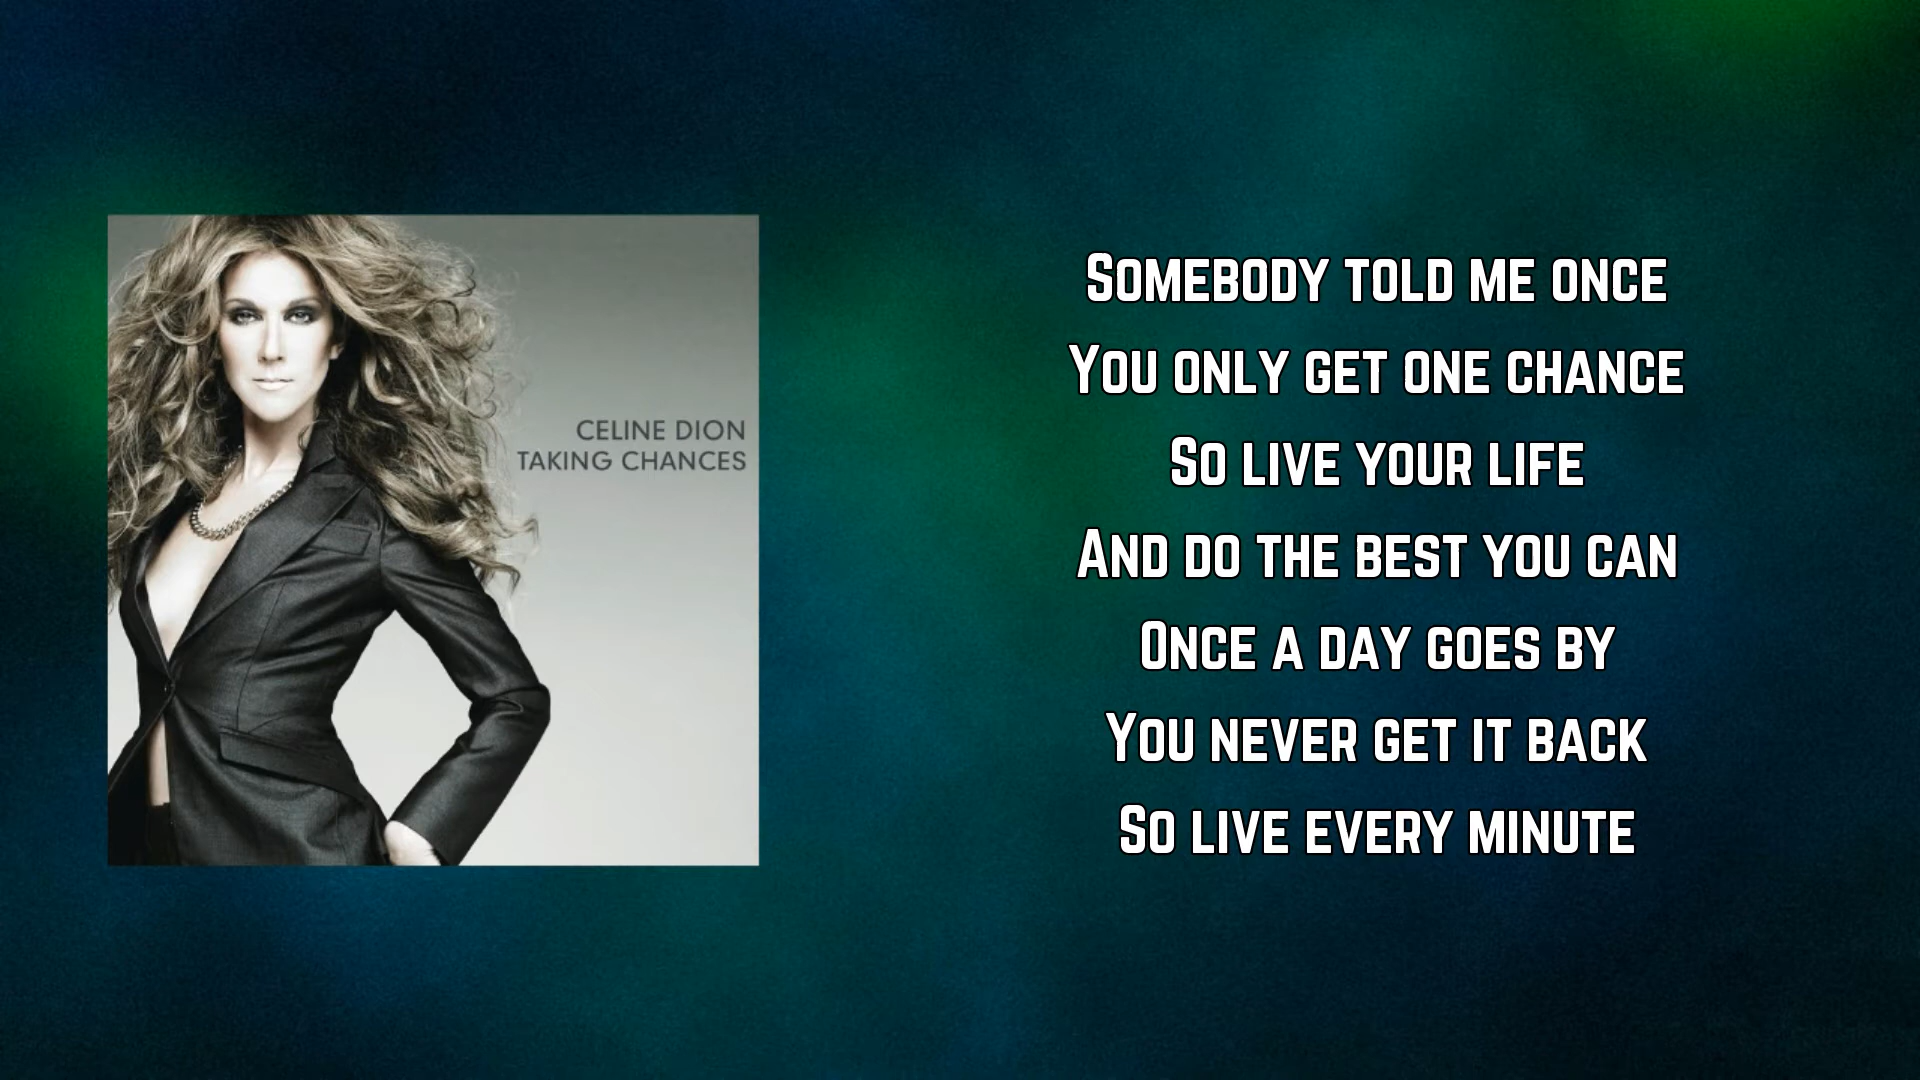 CELINE DION
TAKING CHANCES
Somebody told me once
You only get one chance
So live your life
And do the best you can
Once a day goes by
You never get it back
So live every minute